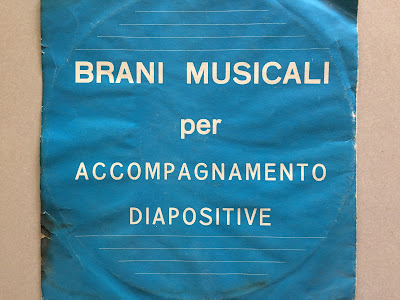 BRANI MUSICALI
per
ACCOMPAGNAMENTO
DIAPOSITIVE